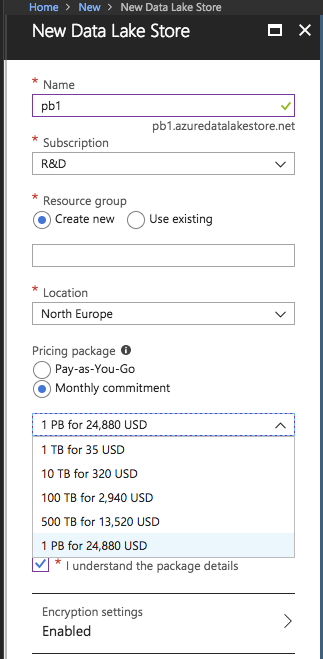 Home > New > New Data Lake Store
New Data Lake Store
* Name
pb1
pb1.azuredatalakestore.net
* Subscription
R&D
* Resource group
Create new Use existing
* Location
North Europe
Pricing package
Pay-as-You-Go
Monthly commitment
1 PB for 24,880 USD
1 TB for 35 USD
10 TB for 320 USD
100 TB for 2,940 USD
500 TB for 13,520 USD
1 PB for 24,880 USD
* I understand the package details
Encryption settings
Enabled